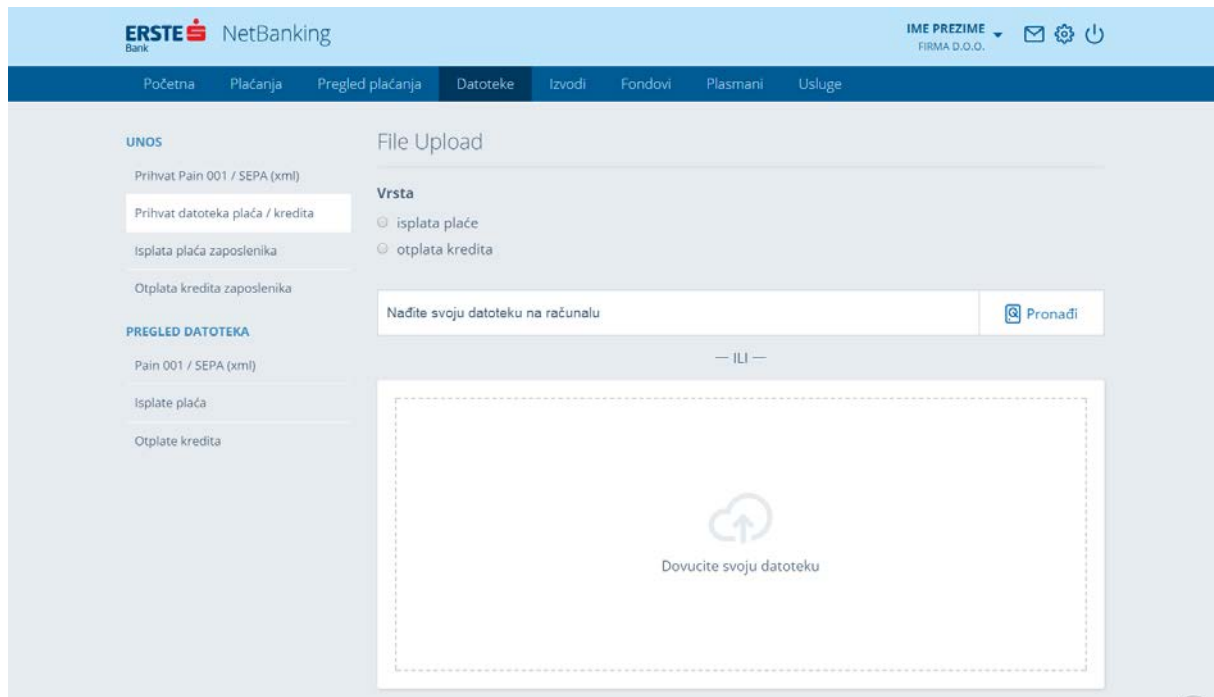 ERSTE
Bank
NetBanking
IME PREZIME
FIRMA D.O.O.
Početna Plaćanja Pregled plaćanja Datoteke Izvodi Fondovi Plasmani Usluge
UNOS
Prihvat Pain 001 / SEPA (xml)
Prihvat datoteka plaća / kredita
Isplata plaća zaposlenika
Otplata kredita zaposlenika
PREGLED DATOTEKA
Pain 001 / SEPA (xml)
Isplate plaća
Otplate kredita
File Upload
Vrsta
isplata plaće
otplata kredita
Nađite svoju datoteku na računalu
Pronađi
— ILI —
Dovucite svoju datoteku